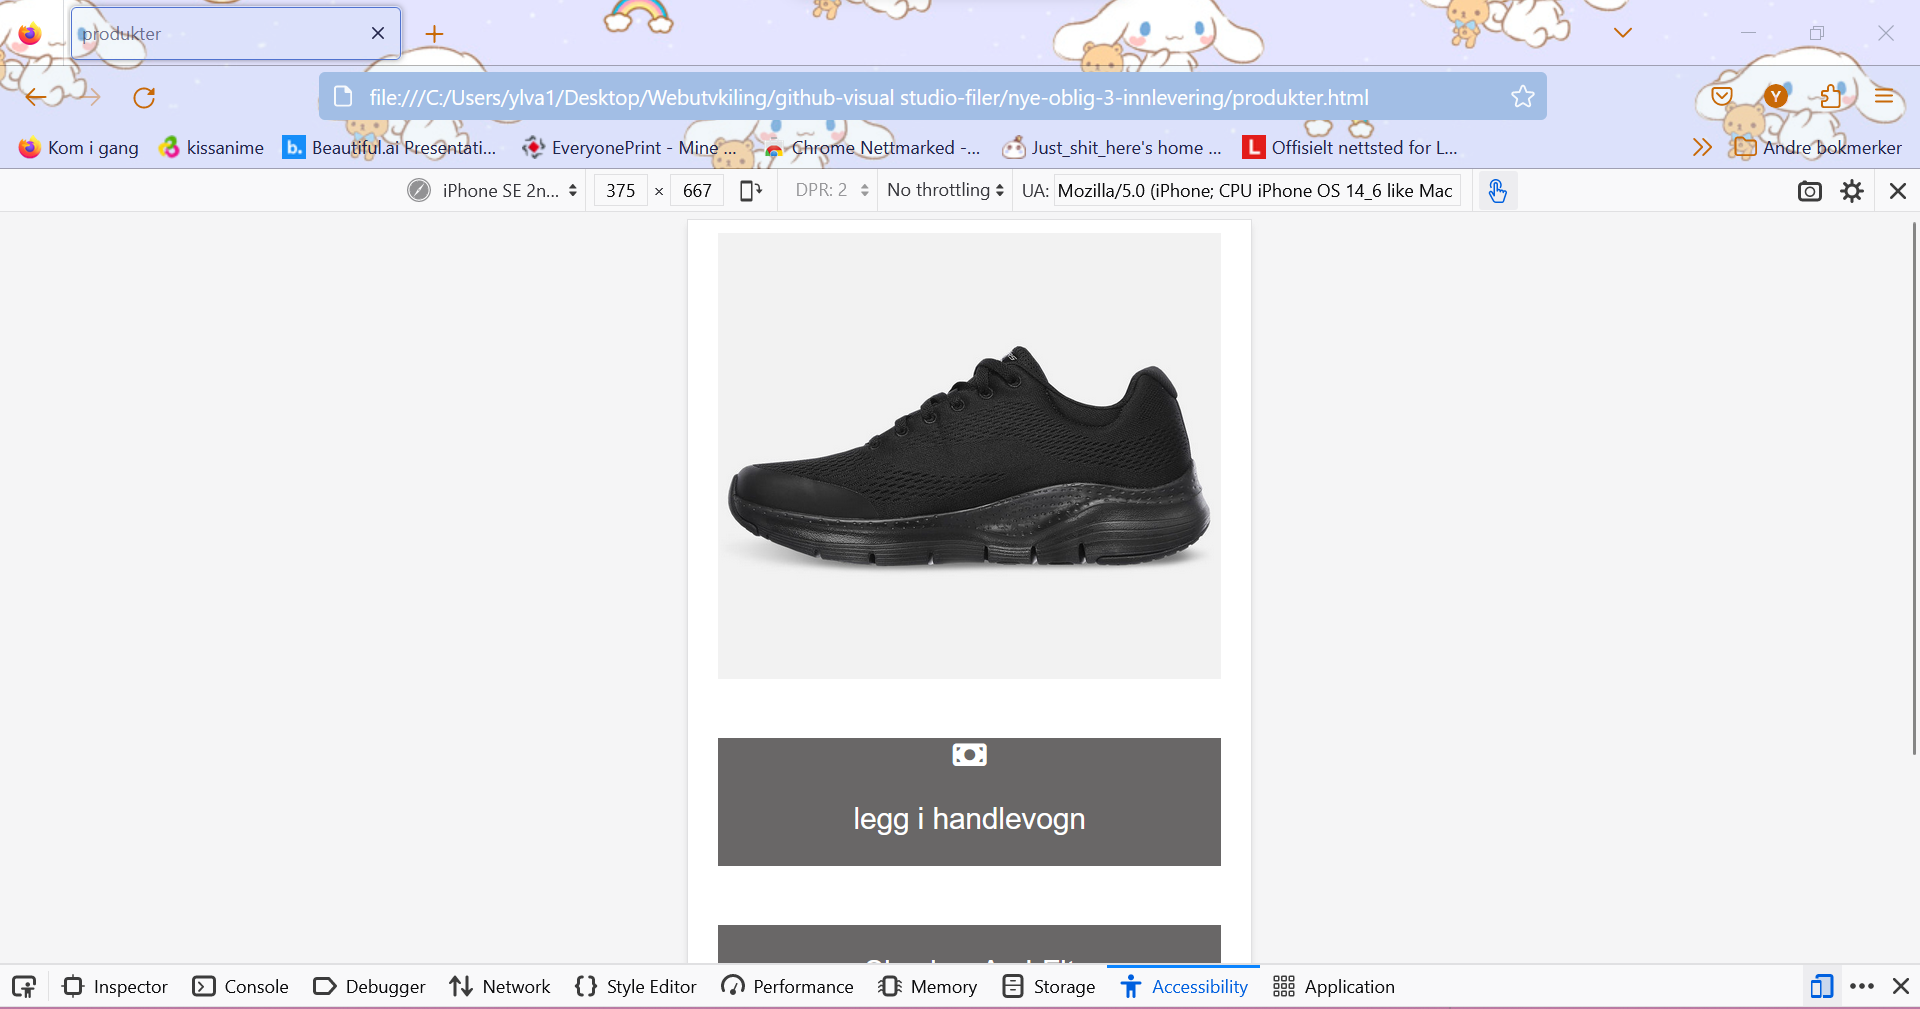 produkter
file:///C:/Users/ylva1/Desktop/Webutvkiling/github-visual studio-filer/nye-oblig-3-innlevering/produkter.html
Y
Kom i gang kissanime b. Beautiful.ai Presentati... EveryonePrint - Mine ... Chrome Nettmarked -... Just_shit_here's home ... L Offisielt nettsted for L... Andre bokmerker
iPhone SE 2n... 375 × 667 DPR: 2 No throttling UA: Mozilla/5.0 (iPhone; CPU iPhone OS 14_6 like Mac
legg i handlevogn
Inspector Console Debugger Network Style Editor Performance Memory Storage Accessibility Application